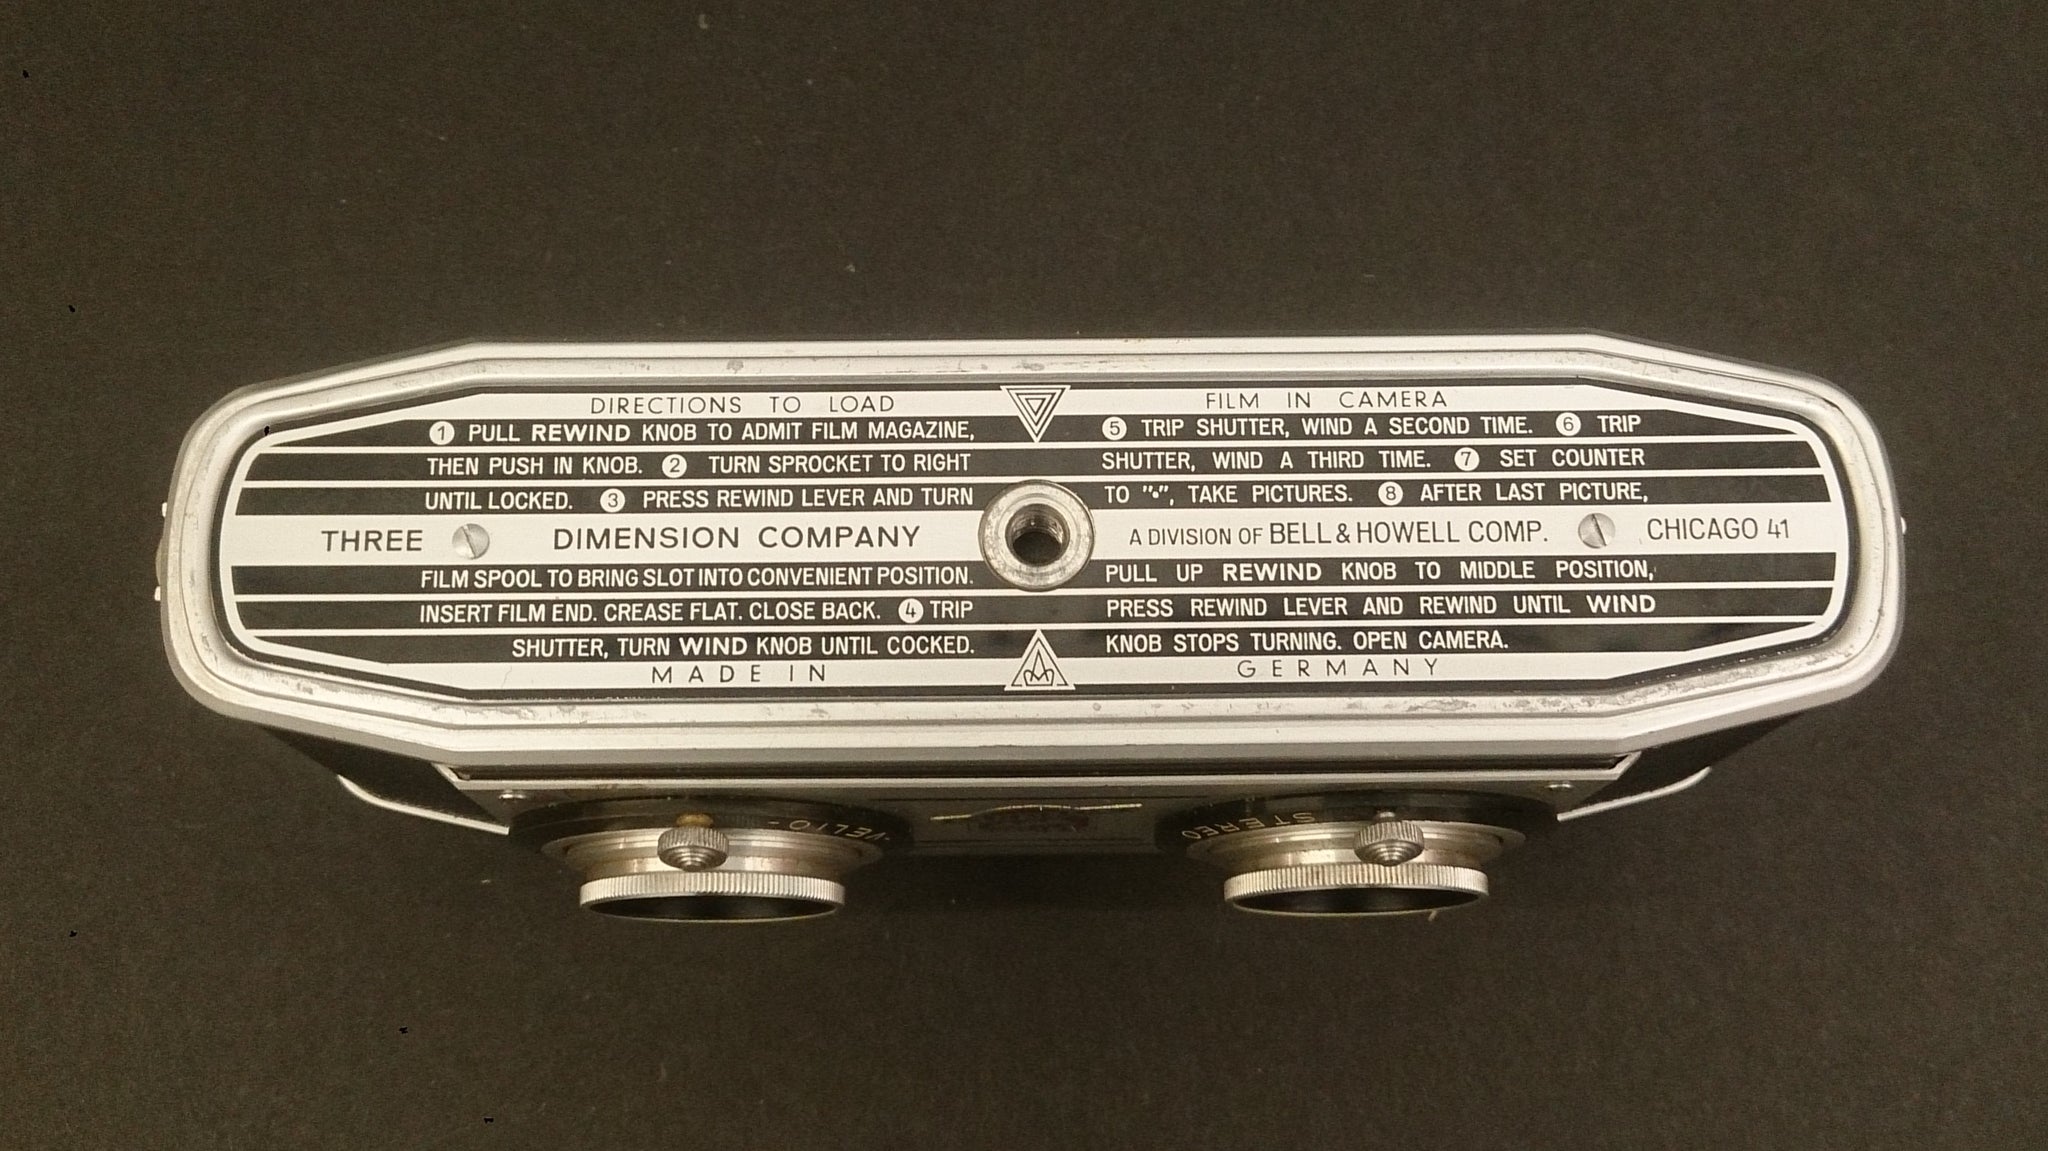 DIRECTIONS TO LOAD FILM IN CAMERA
1 PULL REWIND KNOB TO ADMIT FILM MAGAZINE,
THEN PUSH IN KNOB. 2 TURN SPROCKET TO RIGHT
UNTIL LOCKED. 3 PRESS REWIND LEVER AND TURN
FILM SPOOL TO BRING SLOT INTO CONVENIENT POSITION.
INSERT FILM END. CREASE FLAT. CLOSE BACK. 4 TRIP
SHUTTER, TURN WIND KNOB UNTIL COCKED.
5 TRIP SHUTTER, WIND A SECOND TIME. 6 TRIP
SHUTTER, WIND A THIRD TIME. 7 SET COUNTER
TO "•", TAKE PICTURES. 8 AFTER LAST PICTURE,
PULL UP REWIND KNOB TO MIDDLE POSITION,
PRESS REWIND LEVER AND REWIND UNTIL WIND
KNOB STOPS TURNING. OPEN CAMERA.
THREE DIMENSION COMPANY A DIVISION OF BELL & HOWELL COMP. CHICAGO 41
MADE IN GERMANY
VELIO-
STEREO